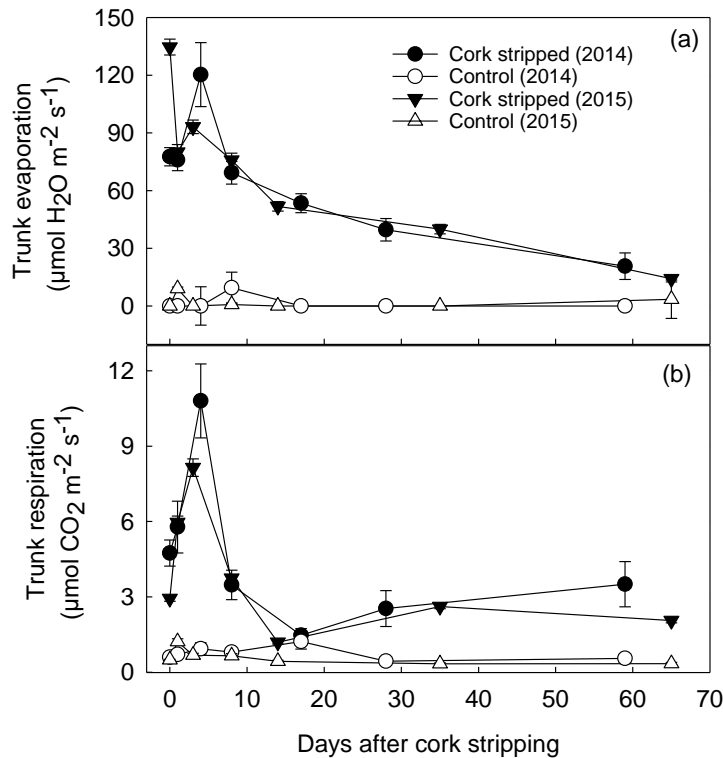 150
120
90
60
30
0
Trunk evaporation
(µmol H2O m-2 s-1)
(a)
Cork stripped (2014)
Control (2014)
Cork stripped (2015)
Control (2015)
12
9
6
3
0
Trunk respiration
(µmol CO2 m-2 s-1)
(b)
0 10 20 30 40 50 60 70
Days after cork stripping